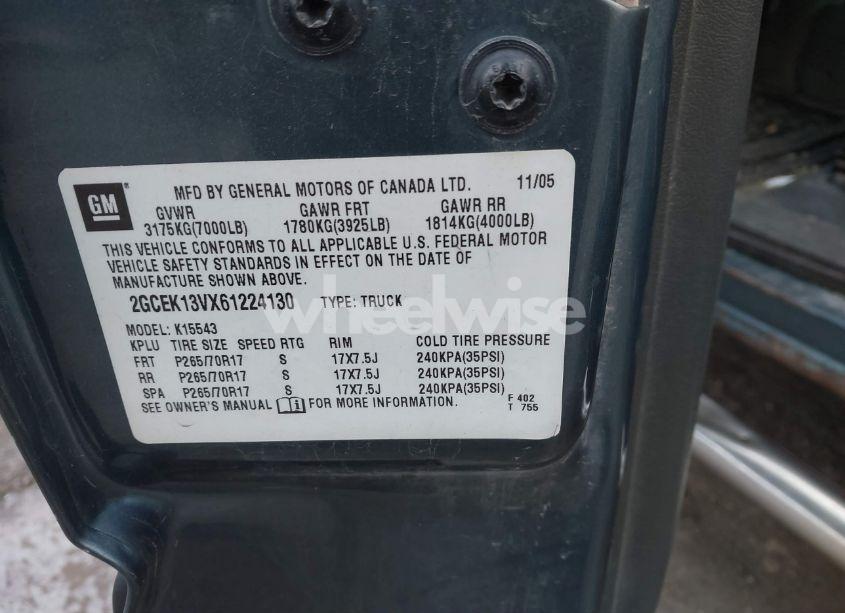 GM
MFD BY GENERAL MOTORS OF CANADA LTD. 11/05
GVWR GAWR FRT GAWR RR
3175KG(7000LB) 1780KG(3925LB) 1814KG(4000LB)
THIS VEHICLE CONFORMS TO ALL APPLICABLE U.S. FEDERAL MOTOR
VEHICLE SAFETY STANDARDS IN EFFECT ON THE DATE OF
MANUFACTURE SHOWN ABOVE.
2GCEK13VX61224130 TYPE: TRUCK
wheelwise
MODEL: K15543
KPLU TIRE SIZE SPEED RTG RIM COLD TIRE PRESSURE
FRT P265/70R17 S 17X7.5J 240KPA(35PSI)
RR P265/70R17 S 17X7.5J 240KPA(35PSI)
SPA P265/70R17 S 17X7.5J 240KPA(35PSI)
SEE OWNER'S MANUAL FOR MORE INFORMATION.
F 402
T 755